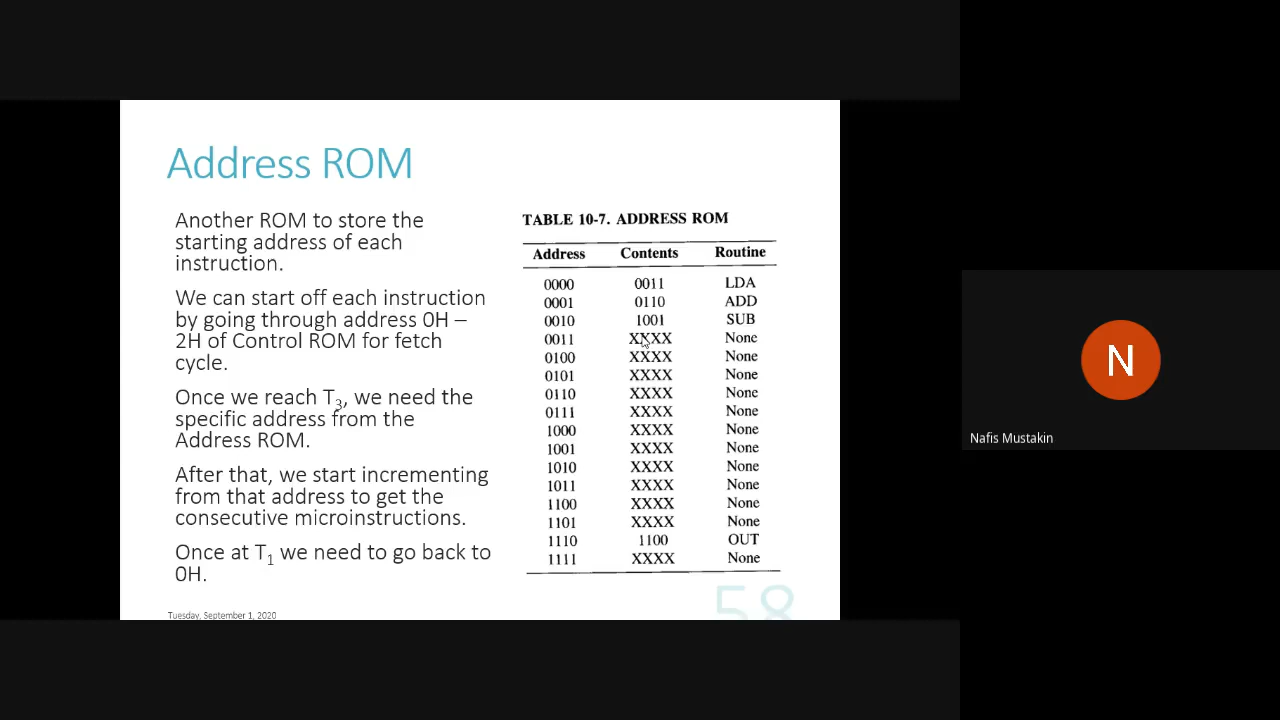 Address ROM
Another ROM to store the
starting address of each
instruction.
We can start off each instruction
by going through address 0H –
2H of Control ROM for fetch
cycle.
Once we reach T3, we need the
specific address from the
Address ROM.
After that, we start incrementing
from that address to get the
consecutive microinstructions.
Once at T1 we need to go back to
0H.
Tuesday, September 1, 2020
TABLE 10-7. ADDRESS ROM
Address Contents Routine
0000 0011 LDA
0001 0110 ADD
0010 1001 SUB
0011 XXXX None
0100 XXXX None
0101 XXXX None
0110 XXXX None
0111 XXXX None
1000 XXXX None
1001 XXXX None
1010 XXXX None
1011 XXXX None
1100 XXXX None
1101 XXXX None
1110 1100 OUT
1111 XXXX None
58
N
Nafis Mustakin